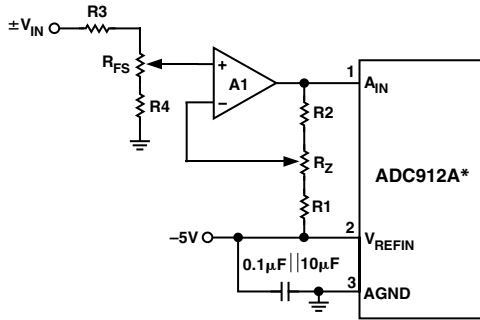 R3
±VIN
RFS
R4
+
A1
–
1
AIN
R2
RZ
R1
ADC912A*
–5V
2
VREFIN
0.1µF||10µF
3
AGND